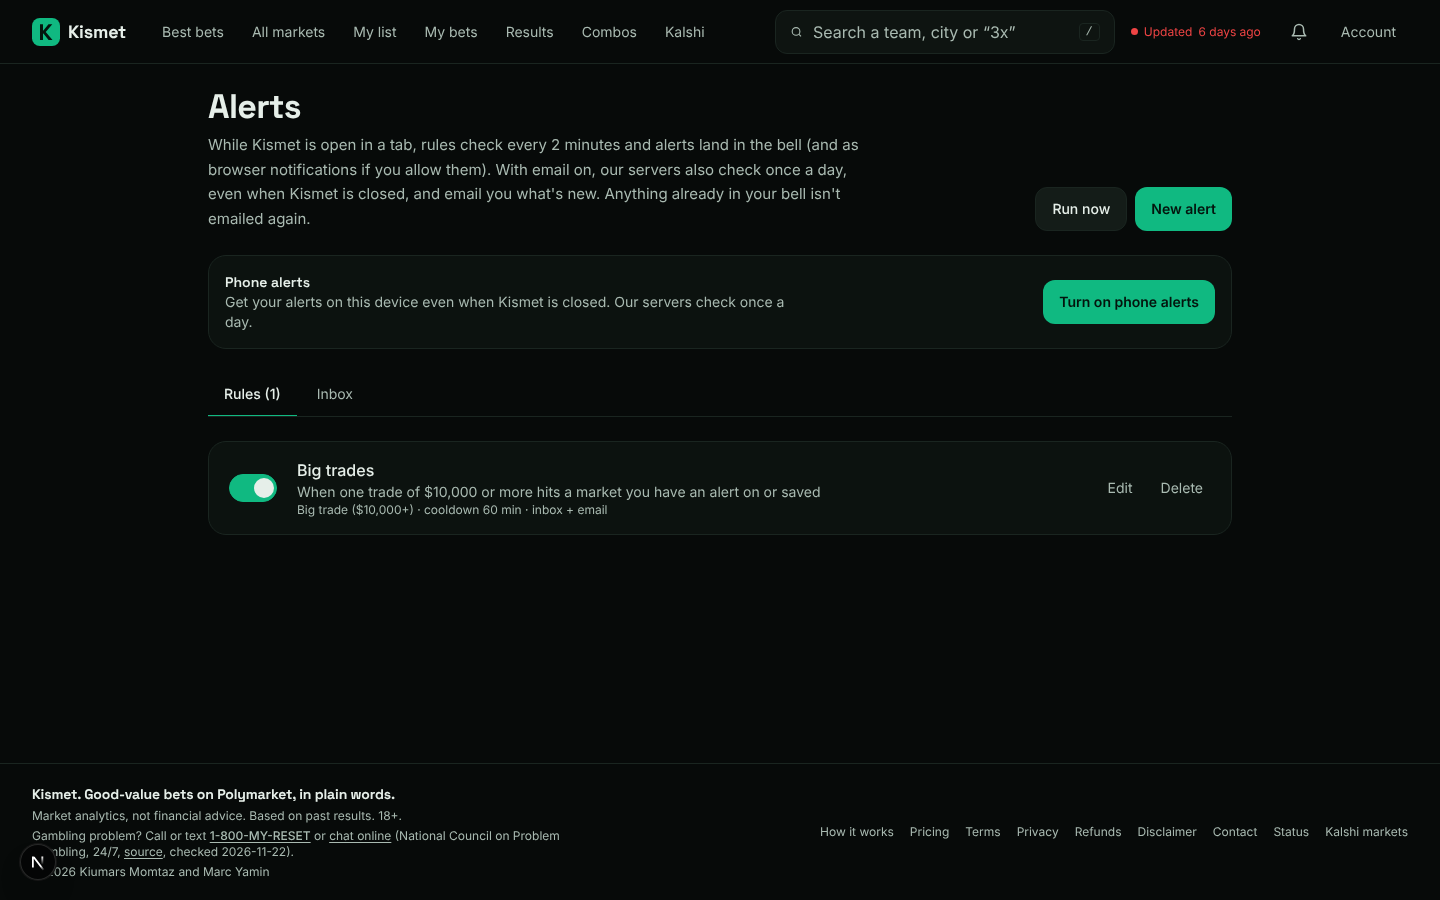 Kismet
Best bets
All markets
My list
My bets
Results
Combos
Kalshi
Search a team, city or “3x”
/
Updated 6 days ago
Account
Alerts
While Kismet is open in a tab, rules check every 2 minutes and alerts land in the bell (and as
browser notifications if you allow them). With email on, our servers also check once a day,
even when Kismet is closed, and email you what's new. Anything already in your bell isn't
emailed again.
Run now
New alert
Phone alerts
Get your alerts on this device even when Kismet is closed. Our servers check once a
day.
Turn on phone alerts
Rules (1)
Inbox
Big trades
When one trade of $10,000 or more hits a market you have an alert on or saved
Big trade ($10,000+) · cooldown 60 min · inbox + email
Edit
Delete
Kismet. Good-value bets on Polymarket, in plain words.
Market analytics, not financial advice. Based on past results. 18+.
Gambling problem? Call or text 1-800-MY-RESET or chat online (National Council on Problem
mbling, 24/7, source, checked 2026-11-22).
026 Kiumars Momtaz and Marc Yamin
How it works
Pricing
Terms
Privacy
Refunds
Disclaimer
Contact
Status
Kalshi markets